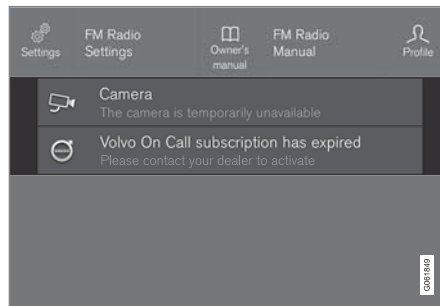 Settings
FM Radio
Settings
Owner's
manual
FM Radio
Manual
Profile
Camera
The camera is temporarily unavailable
Volvo On Call subscription has expired
Please contact your dealer to activate
G061849